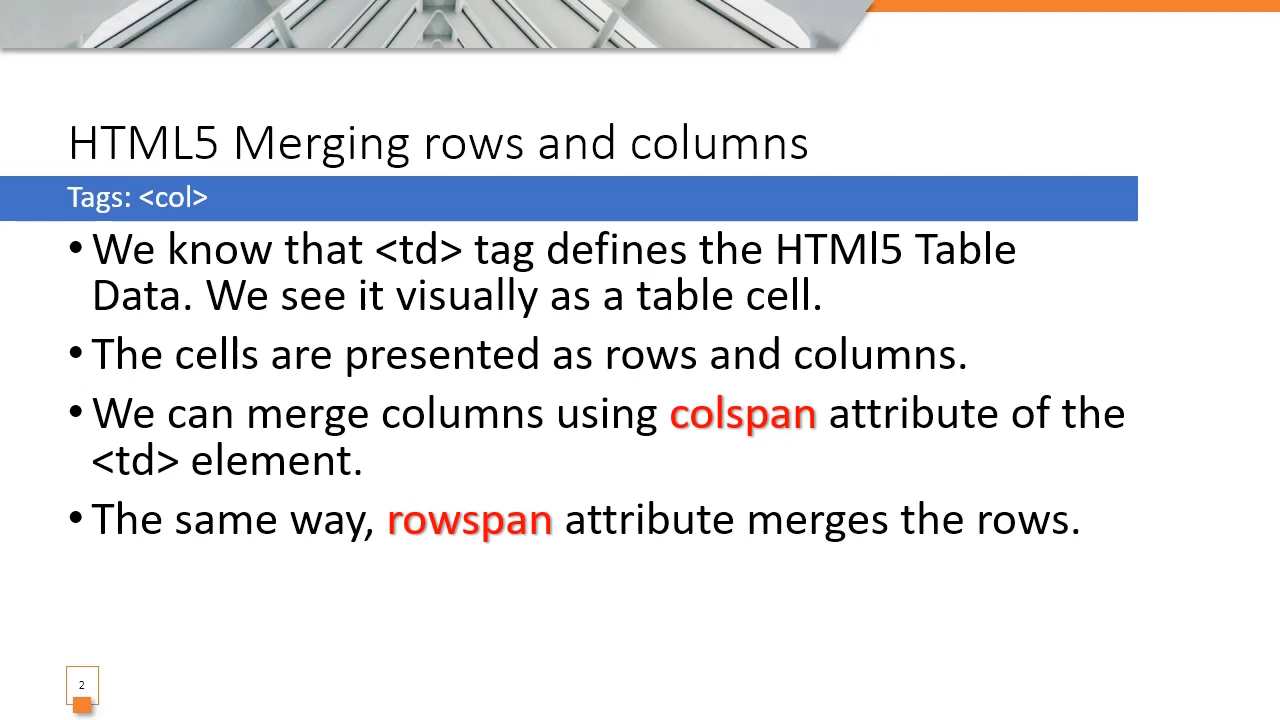 HTML5 Merging rows and columns
Tags: <col>
• We know that <td> tag defines the HTMl5 Table
Data. We see it visually as a table cell.
• The cells are presented as rows and columns.
• We can merge columns using colspan attribute of the
<td> element.
• The same way, rowspan attribute merges the rows.
2